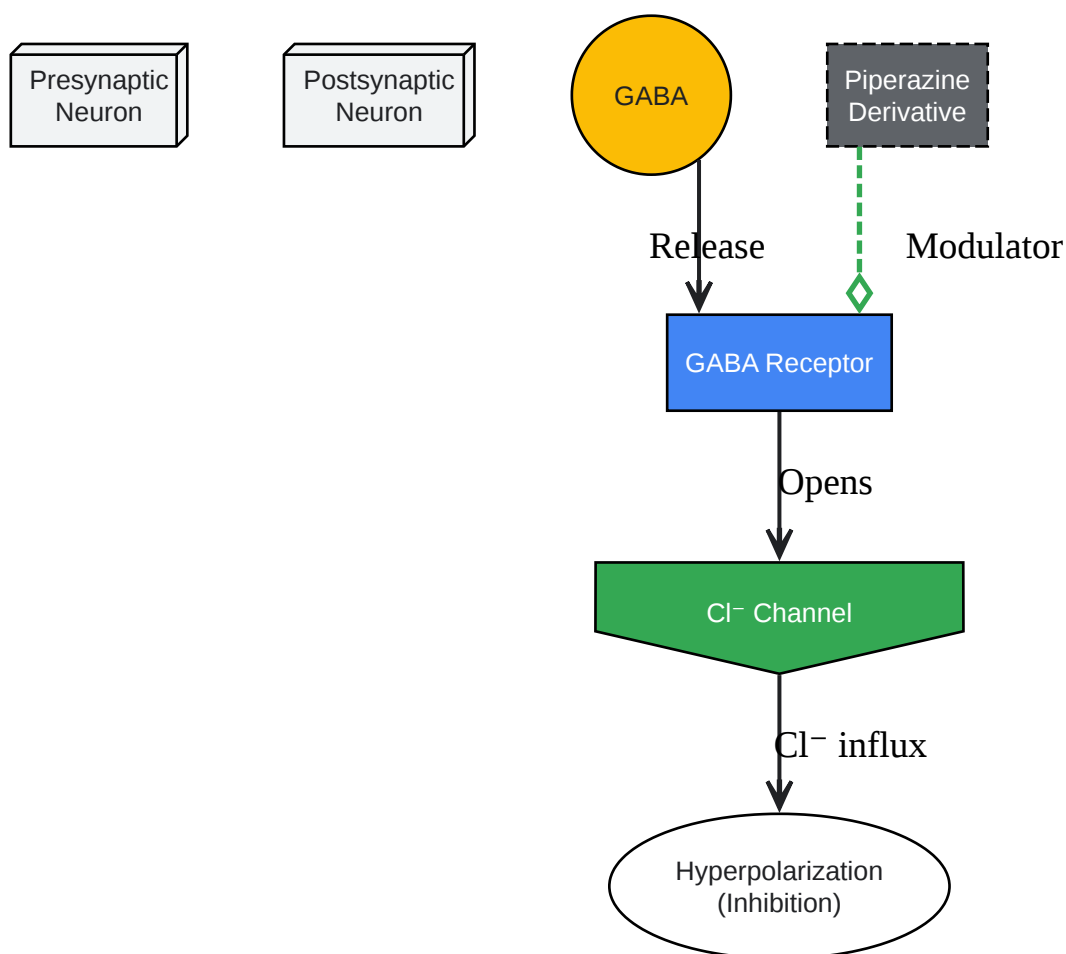 Presynaptic
Neuron
Postsynaptic
Neuron
GABA
Piperazine
Derivative
Release
Modulator
GABA Receptor
Opens
Cl⁻ Channel
Cl⁻ influx
Hyperpolarization
(Inhibition)